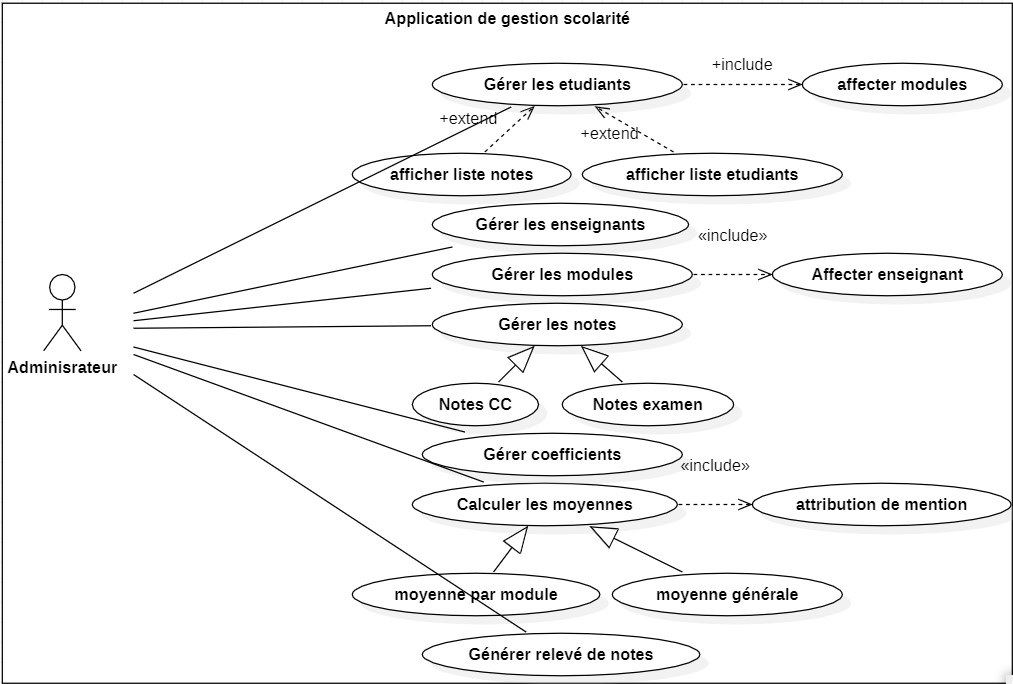 Application de gestion scolarité
+include
Gérer les etudiants
affecter modules
+extend
+extend
afficher liste notes
afficher liste etudiants
Gérer les enseignants
«include»
Gérer les modules
Affecter enseignant
Gérer les notes
Adminisrateur
Notes CC
Notes examen
Gérer coefficients
«include»
Calculer les moyennes
attribution de mention
moyenne par module
moyenne générale
Générer relevé de notes